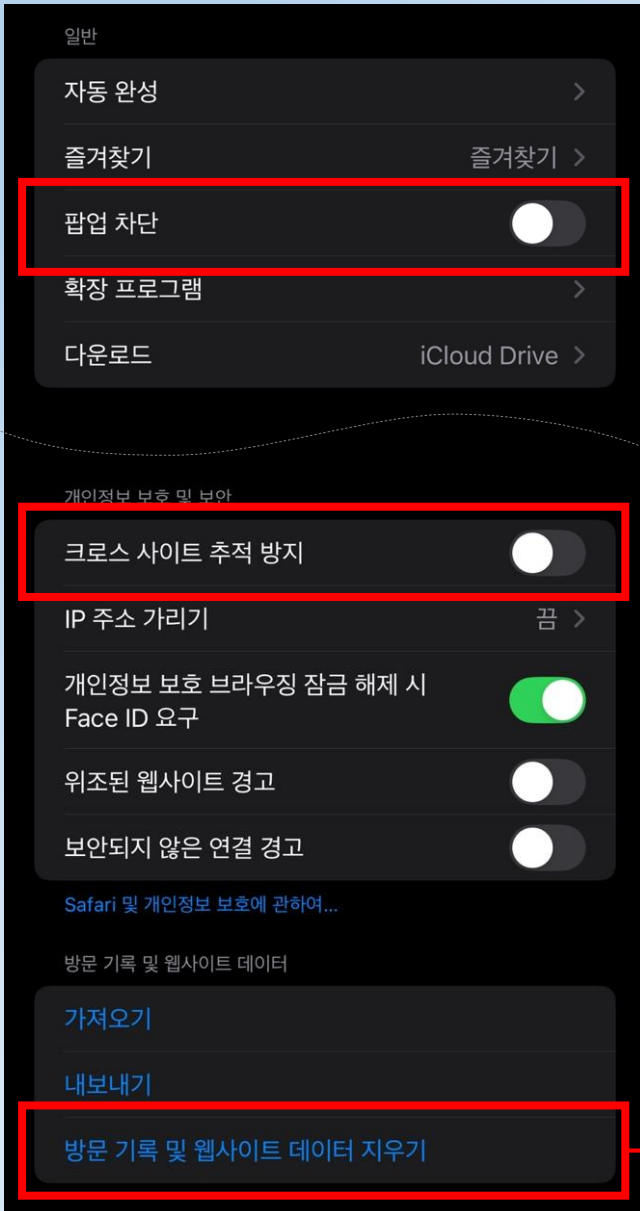 일반
자동 완성
즐겨찾기 즐겨찾기
팝업 차단
확장 프로그램
다운로드 iCloud Drive
개인정보 보호 및 보안
크로스 사이트 추적 방지
IP 주소 가리기 끔
개인정보 보호 브라우징 잠금 해제 시
Face ID 요구
위조된 웹사이트 경고
보안되지 않은 연결 경고
Safari 및 개인정보 보호에 관하여...
방문 기록 및 웹사이트 데이터
가져오기
내보내기
방문 기록 및 웹사이트 데이터 지우기